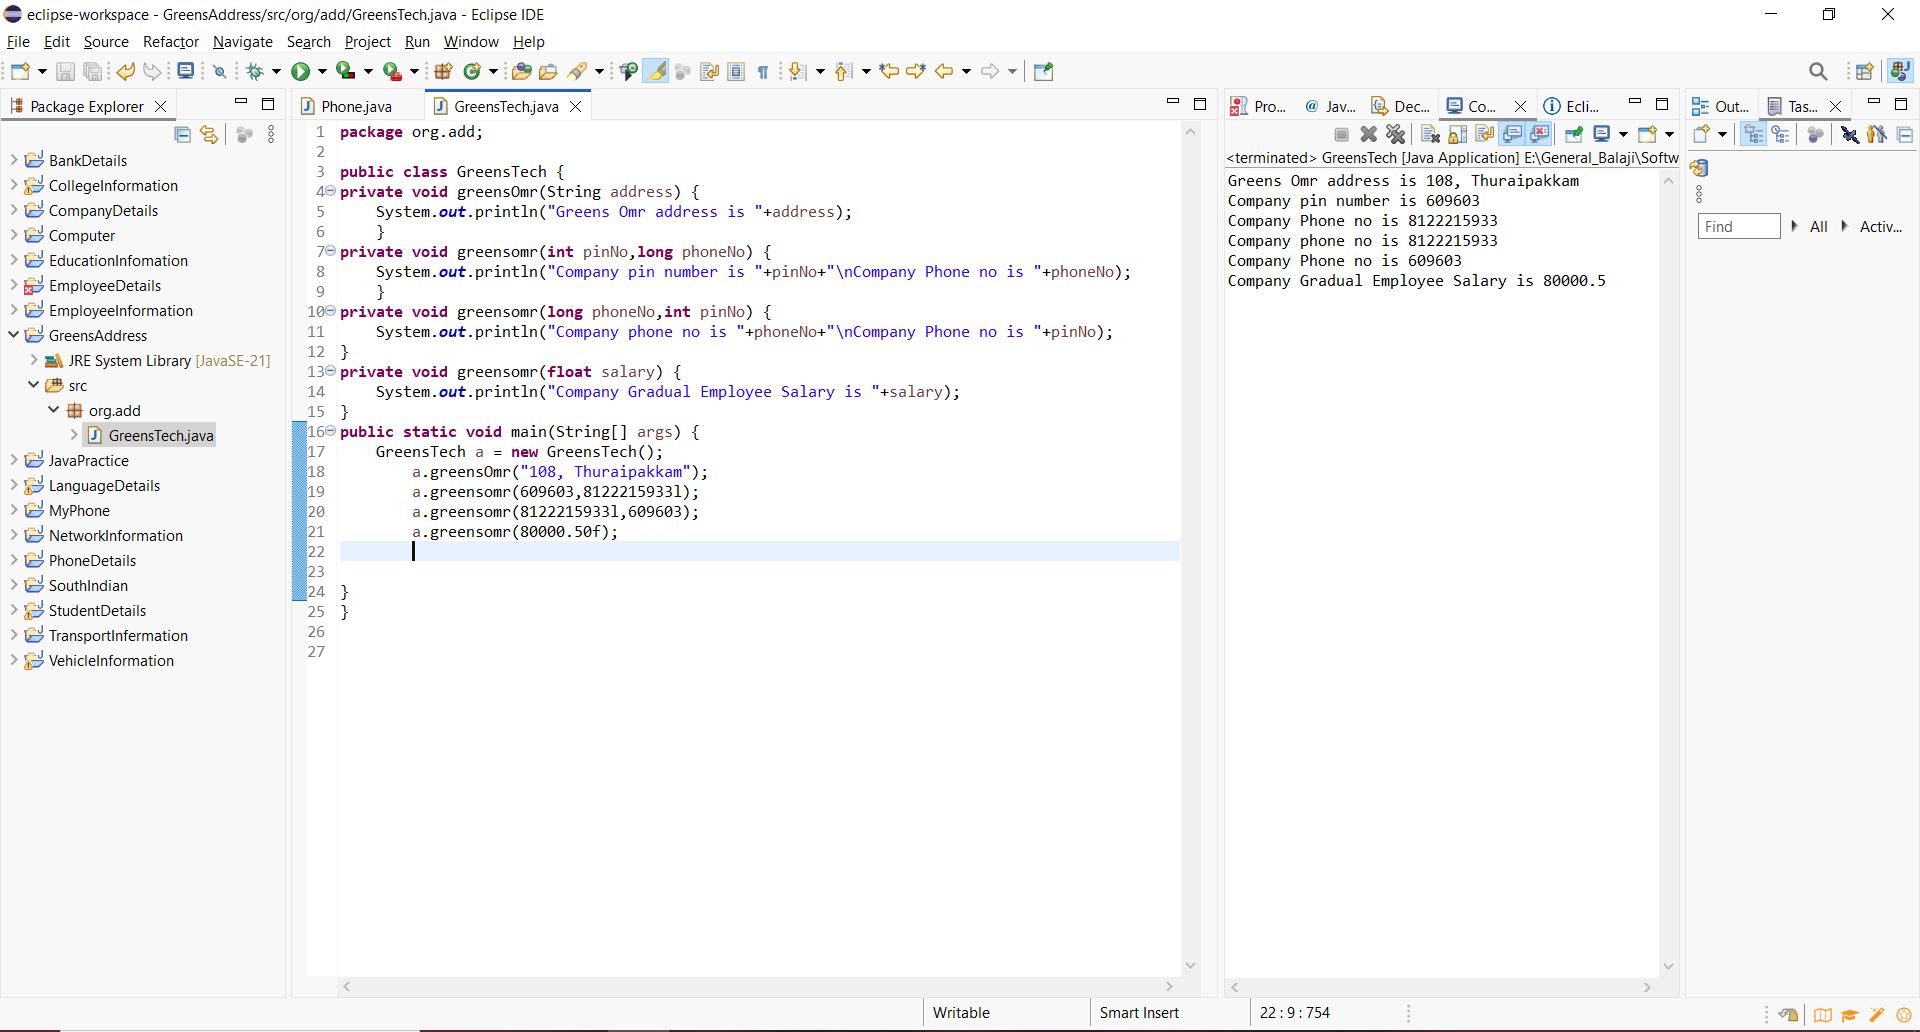 eclipse-workspace - GreensAddress/src/org/add/GreensTech.java - Eclipse IDE
File Edit Source Refactor Navigate Search Project Run Window Help
Package Explorer
BankDetails
CollegeInformation
CompanyDetails
Computer
EducationInfomation
EmployeeDetails
EmployeeInformation
GreensAddress
JRE System Library [JavaSE-21]
src
org.add
GreensTech.java
JavaPractice
LanguageDetails
MyPhone
NetworkInformation
PhoneDetails
SouthIndian
StudentDetails
TransportInfermation
VehicleInformation
Phone.java GreensTech.java
1 package org.add;
2
3 public class GreensTech {
4 private void greensOmr(String address) {
5 System.out.println("Greens Omr address is "+address);
6 }
7 private void greensomr(int pinNo,long phoneNo) {
8 System.out.println("Company pin number is "+pinNo+"\nCompany Phone no is "+phoneNo);
9 }
10 private void greensomr(long phoneNo,int pinNo) {
11 System.out.println("Company phone no is "+phoneNo+"\nCompany Phone no is "+pinNo);
12 }
13 private void greensomr(float salary) {
14 System.out.println("Company Gradual Employee Salary is "+salary);
15 }
16 public static void main(String[] args) {
17 GreensTech a = new GreensTech();
18 a.greensOmr("108, Thuraipakkam");
19 a.greensomr(609603,8122215933l);
20 a.greensomr(8122215933l,609603);
21 a.greensomr(80000.50f);
22
23
24 }
25 }
26
27
Pro... Jav... Dec... Co... Ecli...
<terminated> GreensTech [Java Application] E:\General_Balaji\Softw
Greens Omr address is 108, Thuraipakkam
Company pin number is 609603
Company Phone no is 8122215933
Company phone no is 8122215933
Company Phone no is 609603
Company Gradual Employee Salary is 80000.5
Out... Tas...
Find All Activ...
Writable Smart Insert 22 : 9 : 754